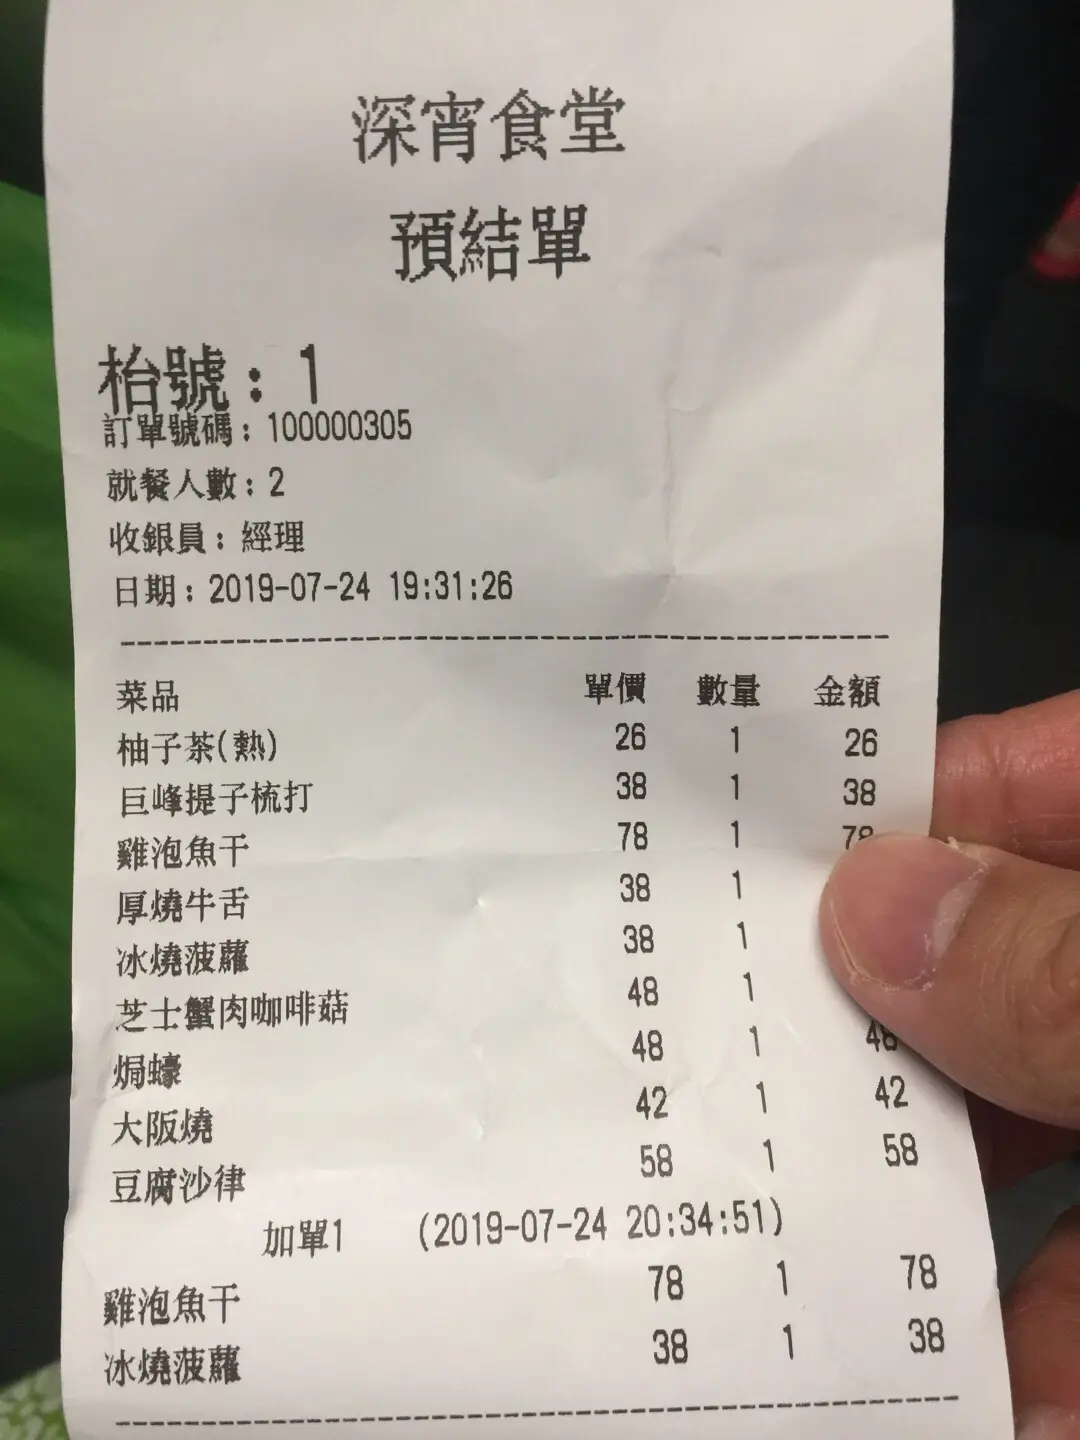 深宵食堂
預結單
枱號：1
訂單號碼：100000305
就餐人數：2
收銀員：經理
日期：2019-07-24 19:31:26
菜品 單價 數量 金額
柚子茶(熱) 26 1 26
巨峰提子梳打 38 1 38
雞泡魚干 78 1 78
厚燒牛舌 38 1
冰燒菠蘿 38 1
芝士蟹肉咖啡菇 48 1
焗蠔 48 1 48
大阪燒 42 1 42
豆腐沙律 58 1 58
加單1 (2019-07-24 20:34:51)
雞泡魚干 78 1 78
冰燒菠蘿 38 1 38